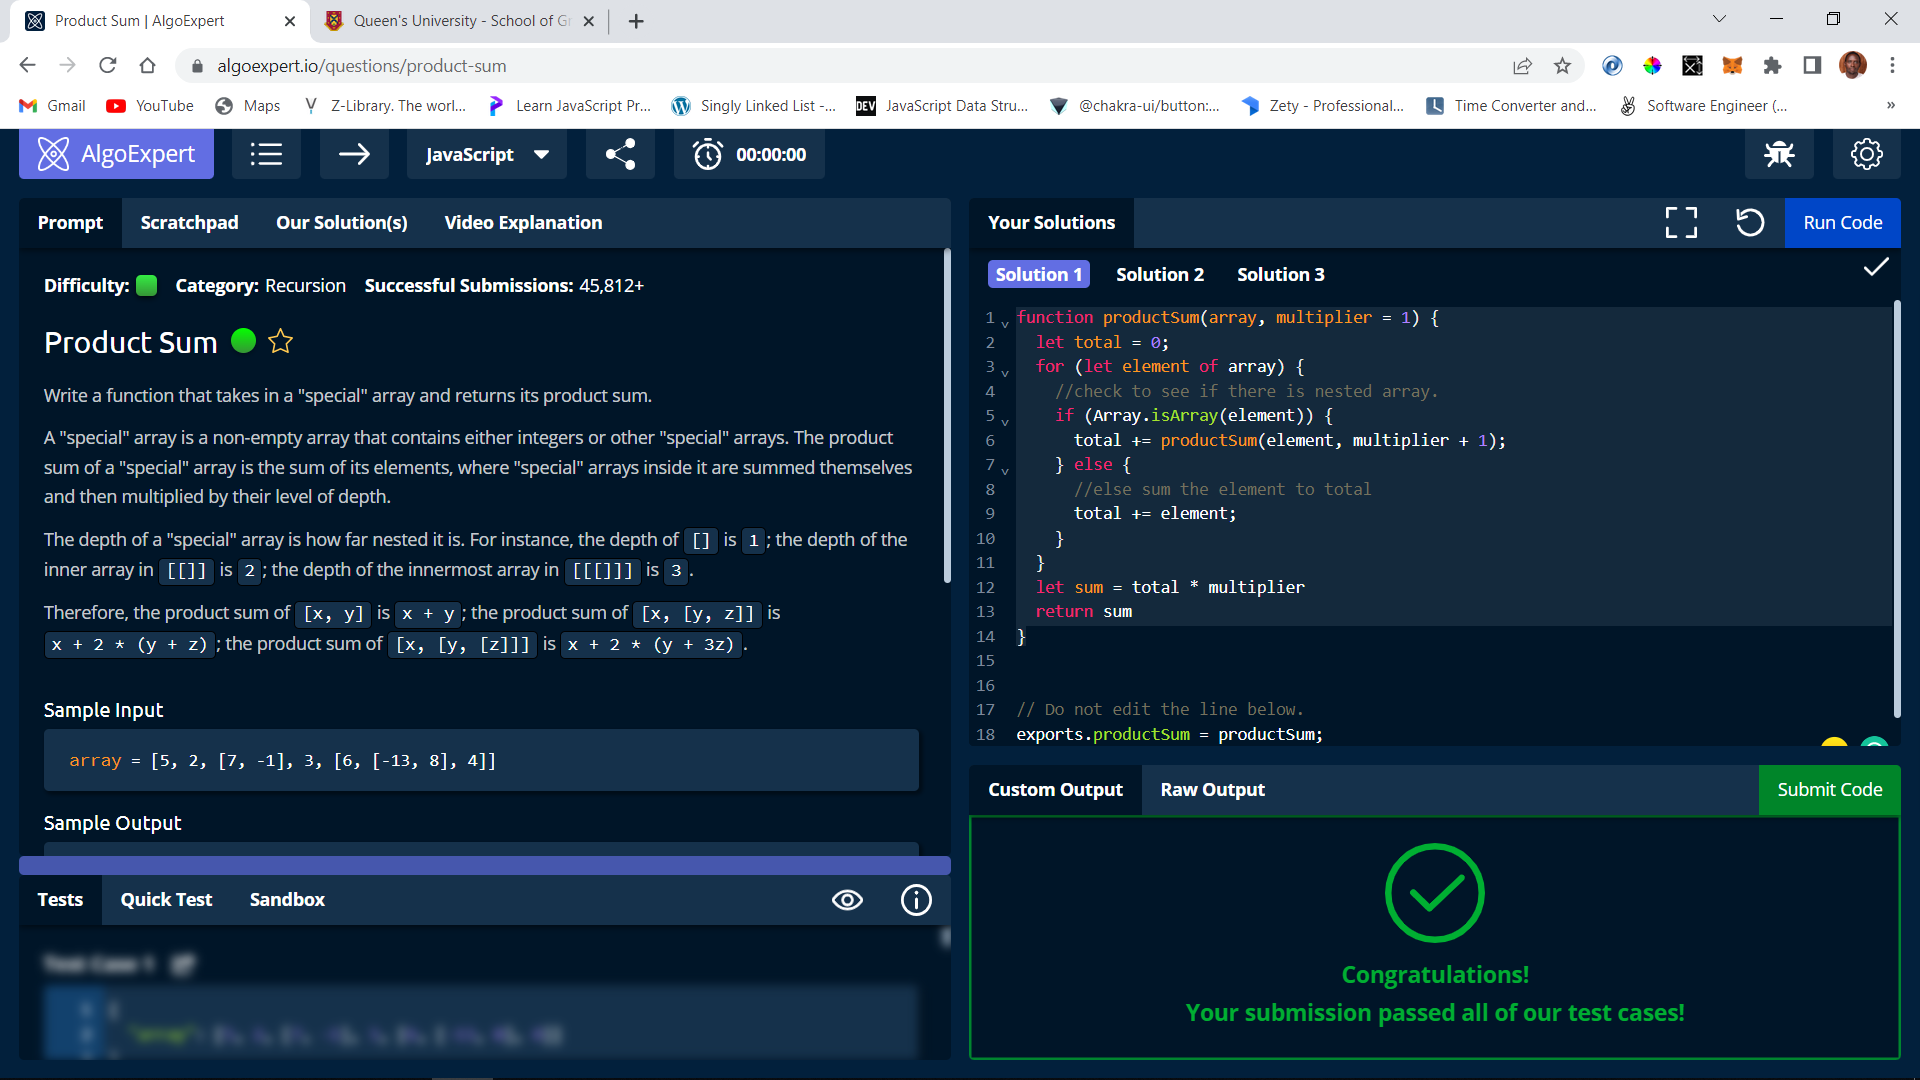 Product Sum | AlgoExpert
Queen's University - School of Gr
algoexpert.io/questions/product-sum
Gmail
YouTube
Maps
Z-Library. The worl...
Learn JavaScript Pr...
Singly Linked List -...
DEV
JavaScript Data Stru...
@chakra-ui/button:...
Zety - Professional...
Time Converter and...
Software Engineer (...
»
AlgoExpert
JavaScript
00:00:00
Prompt
Scratchpad
Our Solution(s)
Video Explanation
Difficulty:
Category: Recursion
Successful Submissions: 45,812+
Product Sum
Write a function that takes in a "special" array and returns its product sum.
A "special" array is a non-empty array that contains either integers or other "special" arrays. The product
sum of a "special" array is the sum of its elements, where "special" arrays inside it are summed themselves
and then multiplied by their level of depth.
The depth of a "special" array is how far nested it is. For instance, the depth of [] is 1 ; the depth of the
inner array in [[]] is 2 ; the depth of the innermost array in [[[]]] is 3 .
Therefore, the product sum of [x, y] is x + y ; the product sum of [x, [y, z]] is
x + 2 * (y + z) ; the product sum of [x, [y, [z]]] is x + 2 * (y + 3z) .
Sample Input
array = [5, 2, [7, -1], 3, [6, [-13, 8], 4]]
Sample Output
Tests
Quick Test
Sandbox
Test Case 1
Your Solutions
Run Code
Solution 1
Solution 2
Solution 3
1 function productSum(array, multiplier = 1) {
2 let total = 0;
3 for (let element of array) {
4 //check to see if there is nested array.
5 if (Array.isArray(element)) {
6 total += productSum(element, multiplier + 1);
7 } else {
8 //else sum the element to total
9 total += element;
10 }
11 }
12 let sum = total * multiplier
13 return sum
14 }
15
16
17 // Do not edit the line below.
18 exports.productSum = productSum;
Custom Output
Raw Output
Submit Code
Congratulations!
Your submission passed all of our test cases!